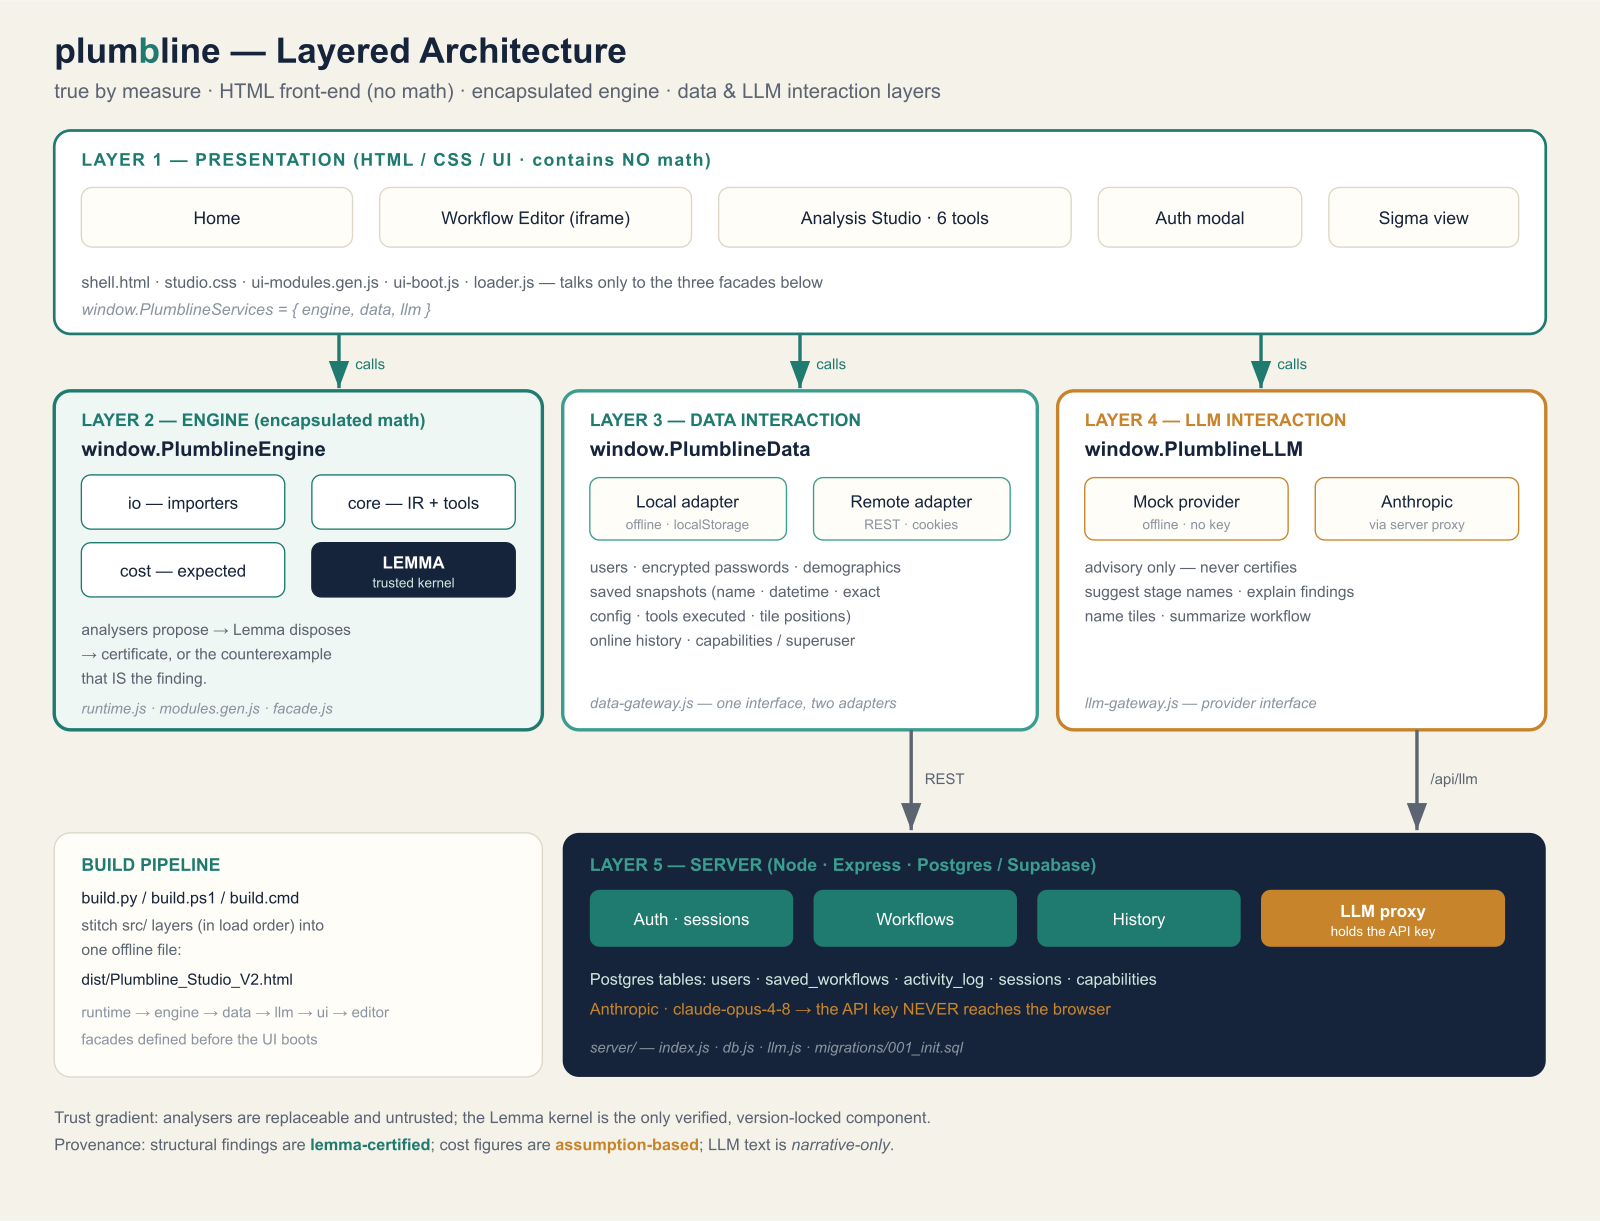 plumbline — Layered Architecture
true by measure · HTML front-end (no math) · encapsulated engine · data & LLM interaction layers
LAYER 1 — PRESENTATION (HTML / CSS / UI · contains NO math)
Home
Workflow Editor (iframe)
Analysis Studio · 6 tools
Auth modal
Sigma view
shell.html · studio.css · ui-modules.gen.js · ui-boot.js · loader.js — talks only to the three facades below
window.PlumblineServices = { engine, data, llm }
calls
calls
calls
LAYER 2 — ENGINE (encapsulated math)
window.PlumblineEngine
io — importers
core — IR + tools
cost — expected
LEMMA
trusted kernel
analysers propose → Lemma disposes
→ certificate, or the counterexample
that IS the finding.
runtime.js · modules.gen.js · facade.js
LAYER 3 — DATA INTERACTION
window.PlumblineData
Local adapter
offline · localStorage
Remote adapter
REST · cookies
users · encrypted passwords · demographics
saved snapshots (name · datetime · exact
config · tools executed · tile positions)
online history · capabilities / superuser
data-gateway.js — one interface, two adapters
LAYER 4 — LLM INTERACTION
window.PlumblineLLM
Mock provider
offline · no key
Anthropic
via server proxy
advisory only — never certifies
suggest stage names · explain findings
name tiles · summarize workflow
llm-gateway.js — provider interface
REST
/api/llm
BUILD PIPELINE
build.py / build.ps1 / build.cmd
stitch src/ layers (in load order) into
one offline file:
dist/Plumbline_Studio_V2.html
runtime → engine → data → llm → ui → editor
facades defined before the UI boots
LAYER 5 — SERVER (Node · Express · Postgres / Supabase)
Auth · sessions
Workflows
History
LLM proxy
holds the API key
Postgres tables: users · saved_workflows · activity_log · sessions · capabilities
Anthropic · claude-opus-4-8 → the API key NEVER reaches the browser
server/ — index.js · db.js · llm.js · migrations/001_init.sql
Trust gradient: analysers are replaceable and untrusted; the Lemma kernel is the only verified, version-locked component.
Provenance: structural findings are lemma-certified; cost figures are assumption-based; LLM text is narrative-only.